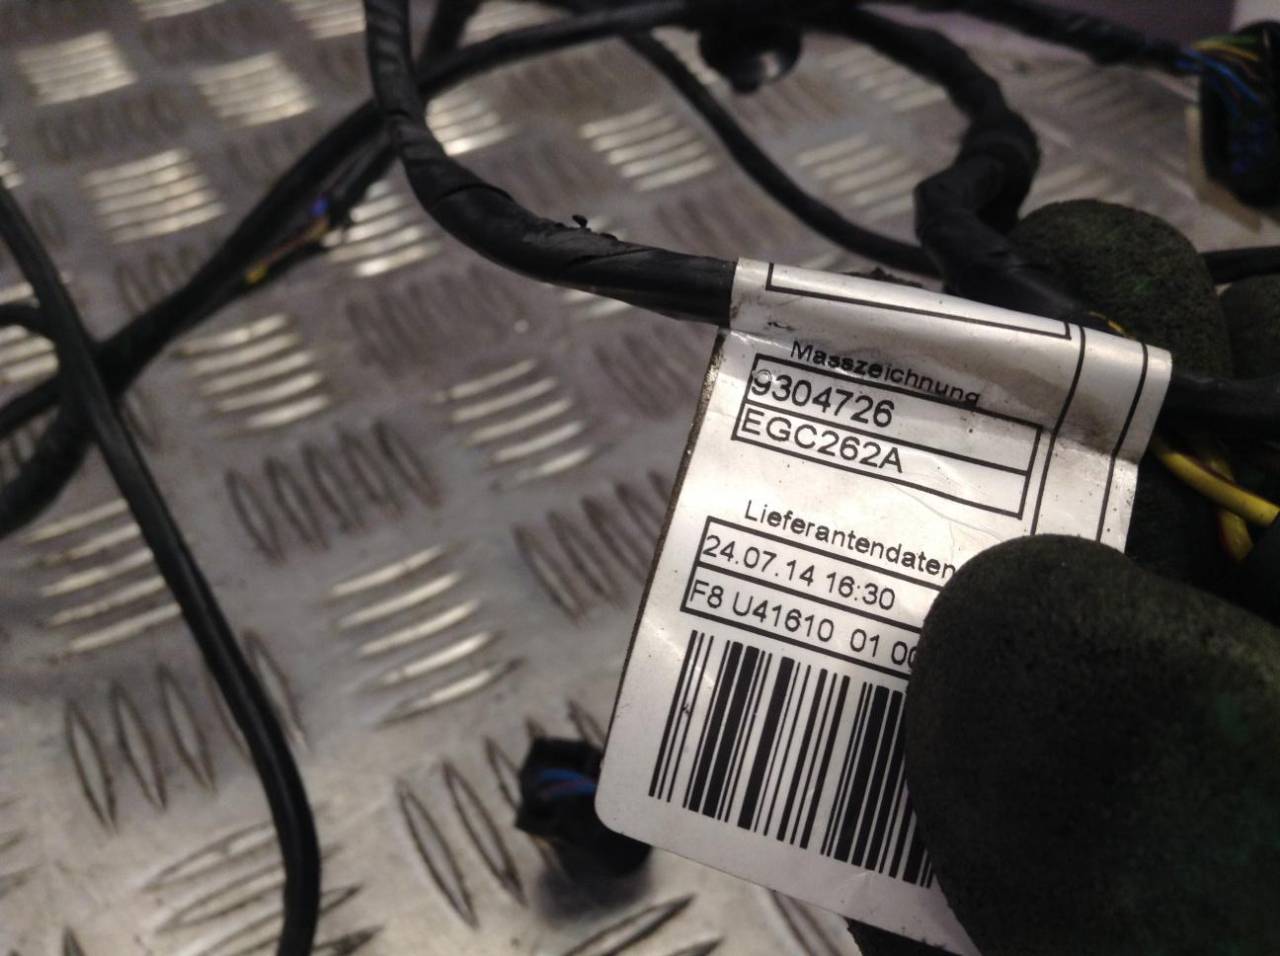 Masszeichnung
9304726
EGC262A
Lieferantendaten
24.07.14 16:30
F8 U41610 01